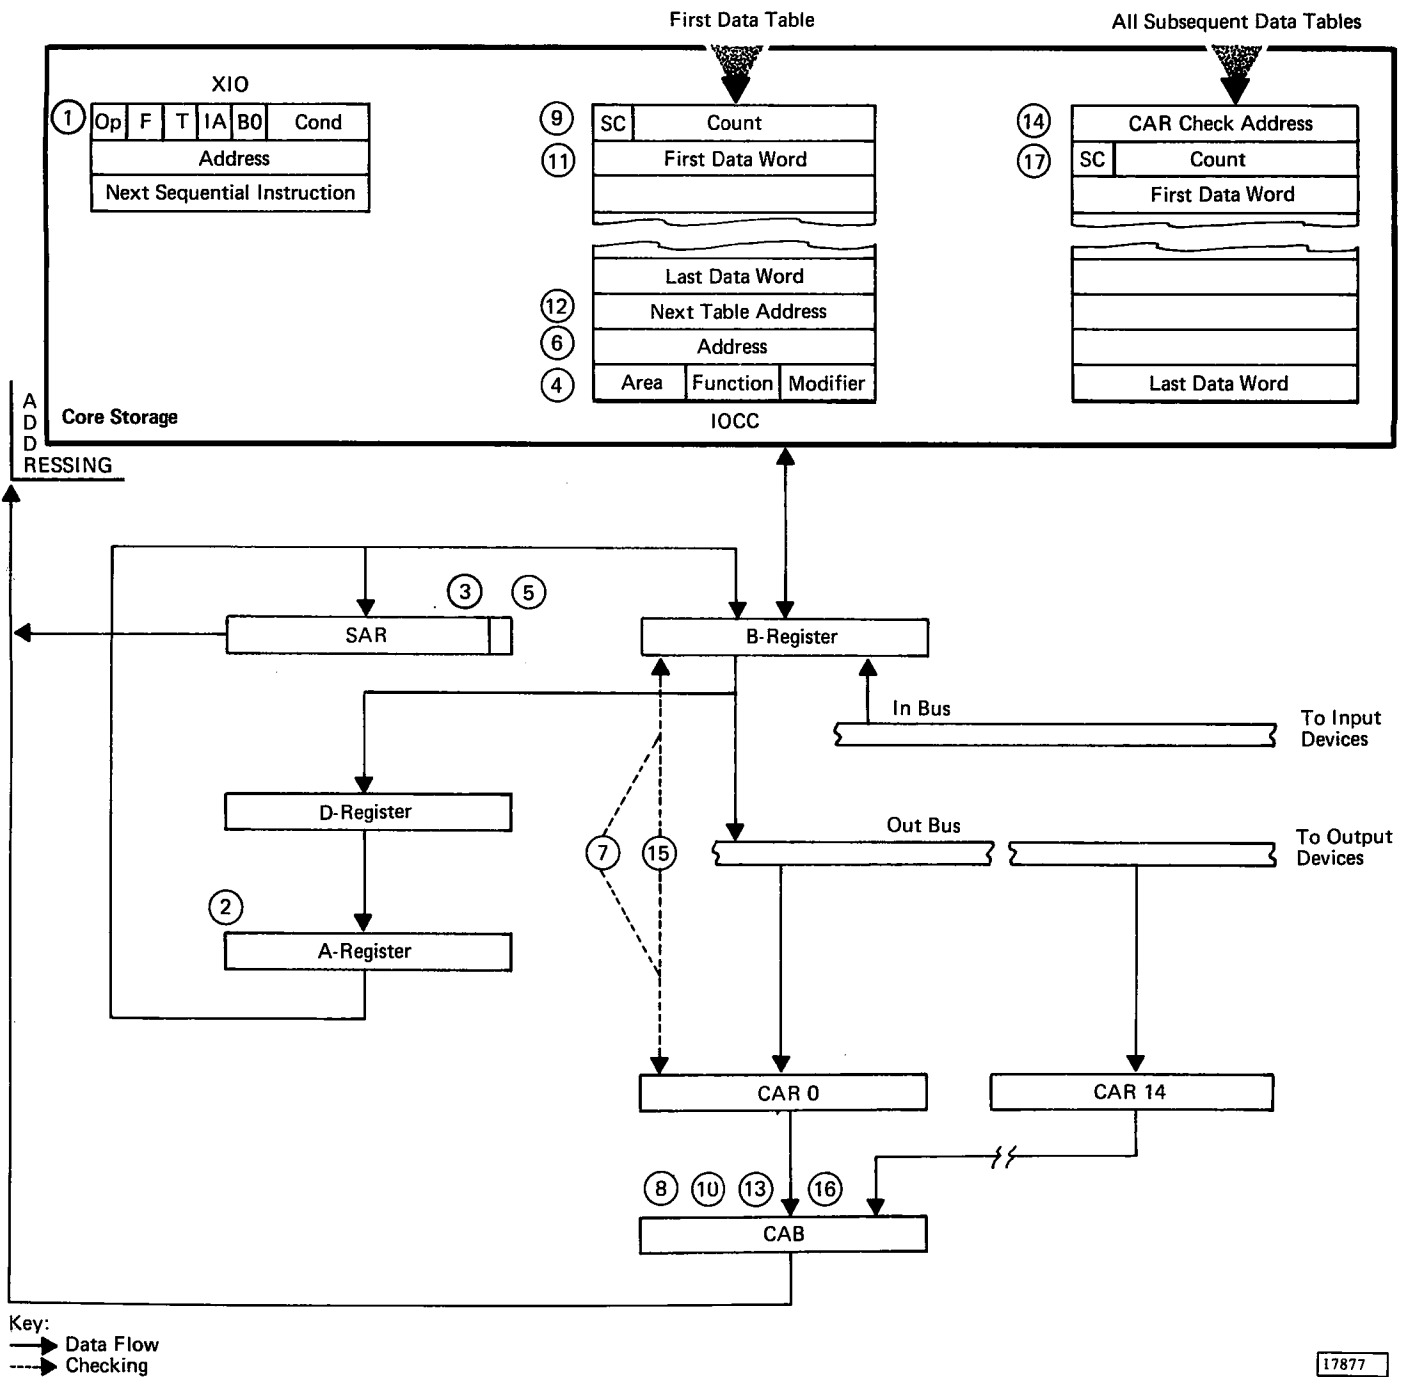 First Data Table
All Subsequent Data Tables
XIO
1
Op F T IA B0 Cond
Address
Next Sequential Instruction
9
SC Count
11
First Data Word
Last Data Word
12
Next Table Address
6
Address
4
Area Function Modifier
IOCC
14
CAR Check Address
17
SC Count
First Data Word
Last Data Word
Core Storage
A
D
D
RESSING
3
5
SAR
B-Register
In Bus
To Input
Devices
D-Register
Out Bus
To Output
Devices
7
15
2
A-Register
CAR 0
CAR 14
8
10
13
16
CAB
Key:
Data Flow
Checking
17877